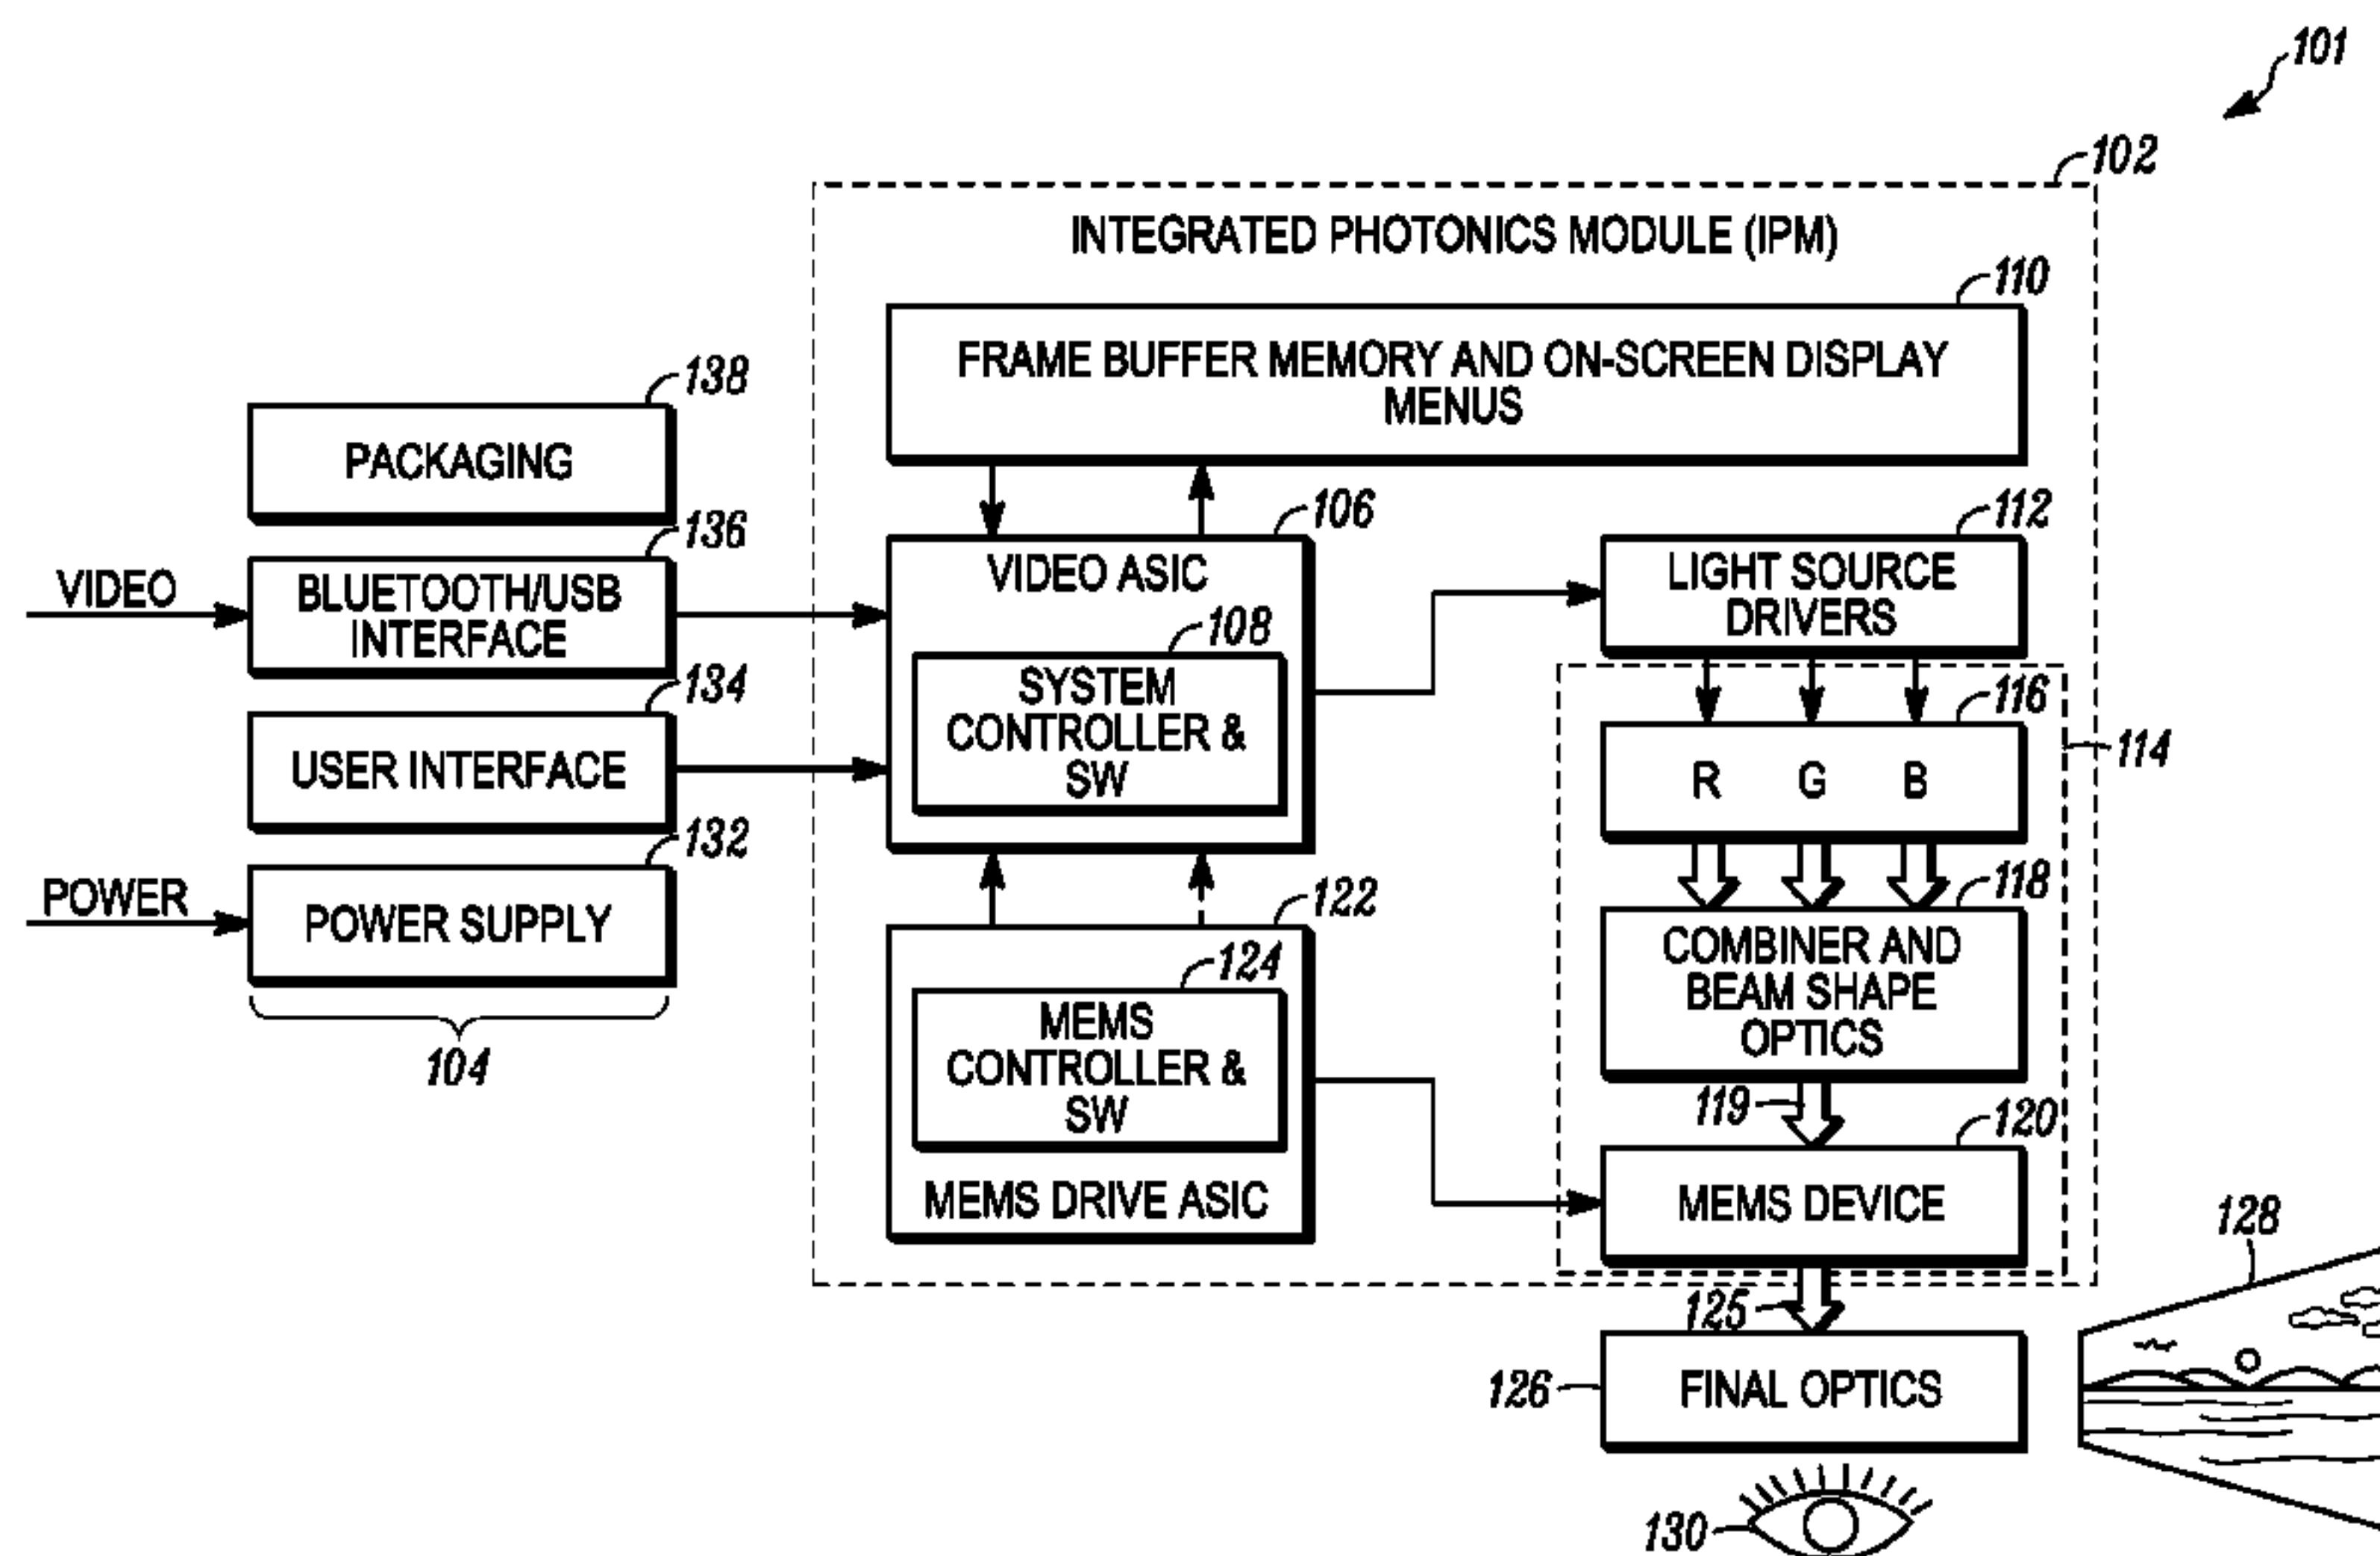 101
102
INTEGRATED PHOTONICS MODULE (IPM)
110
FRAME BUFFER MEMORY AND ON-SCREEN DISPLAY
MENUS
138
PACKAGING
136
VIDEO
BLUETOOTH/USB
INTERFACE
134
USER INTERFACE
132
POWER
POWER SUPPLY
104
106
VIDEO ASIC
108
SYSTEM
CONTROLLER &
SW
112
LIGHT SOURCE
DRIVERS
116
114
R G B
118
COMBINER AND
BEAM SHAPE
OPTICS
122
124
MEMS
CONTROLLER &
SW
MEMS DRIVE ASIC
119
120
MEMS DEVICE
125
126
FINAL OPTICS
128
130